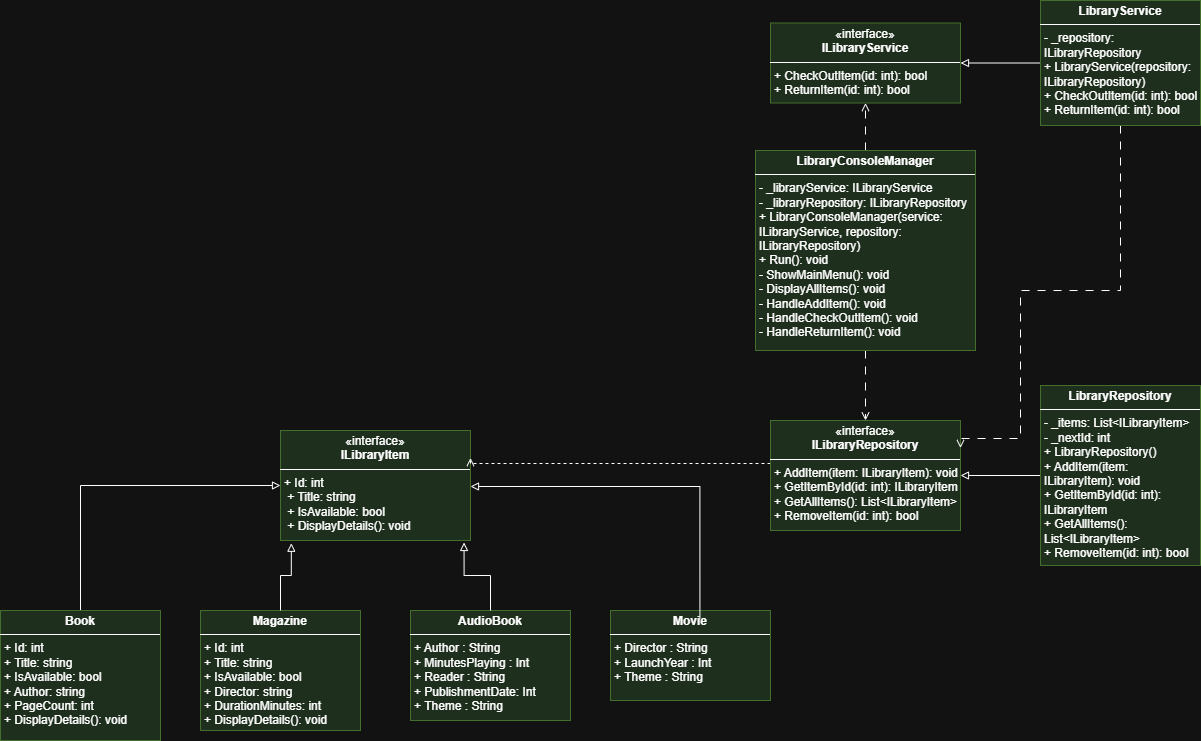 LibraryService
- _repository:
ILibraryRepository
+ LibraryService(repository:
ILibraryRepository)
+ CheckOutItem(id: int): bool
+ ReturnItem(id: int): bool
«interface»
ILibraryService
+ CheckOutItem(id: int): bool
+ ReturnItem(id: int): bool
LibraryConsoleManager
- _libraryService: ILibraryService
- _libraryRepository: ILibraryRepository
+ LibraryConsoleManager(service:
ILibraryService, repository:
ILibraryRepository)
+ Run(): void
- ShowMainMenu(): void
- DisplayAllItems(): void
- HandleAddItem(): void
- HandleCheckOutItem(): void
- HandleReturnItem(): void
LibraryRepository
- _items: List<ILibraryItem>
- _nextId: int
+ LibraryRepository()
+ AddItem(item:
ILibraryItem): void
+ GetItemById(id: int):
ILibraryItem
+ GetAllItems():
List<ILibraryItem>
+ RemoveItem(id: int): bool
«interface»
ILibraryRepository
+ AddItem(item: ILibraryItem): void
+ GetItemById(id: int): ILibraryItem
+ GetAllItems(): List<ILibraryItem>
+ RemoveItem(id: int): bool
«interface»
ILibraryItem
+ Id: int
+ Title: string
+ IsAvailable: bool
+ DisplayDetails(): void
Book
+ Id: int
+ Title: string
+ IsAvailable: bool
+ Author: string
+ PageCount: int
+ DisplayDetails(): void
Magazine
+ Id: int
+ Title: string
+ IsAvailable: bool
+ Director: string
+ DurationMinutes: int
+ DisplayDetails(): void
AudioBook
+ Author : String
+ MinutesPlaying : Int
+ Reader : String
+ PublishmentDate: Int
+ Theme : String
Movie
+ Director : String
+ LaunchYear : Int
+ Theme : String